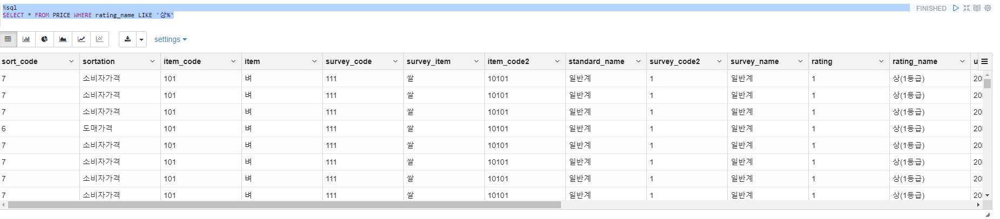 %sql
FINISHED
SELECT * FROM PRICE WHERE rating_name LIKE '상%'
settings
sort_code sortation item_code item survey_code survey_item item_code2 standard_name survey_code2 survey_name rating rating_name u
7 소비자가격 101 벼 111 쌀 10101 일반계 1 일반계 1 상(1등급) 20
7 소비자가격 101 벼 111 쌀 10101 일반계 1 일반계 1 상(1등급) 20
7 소비자가격 101 벼 111 쌀 10101 일반계 1 일반계 1 상(1등급) 20
6 도매가격 101 벼 111 쌀 10101 일반계 1 일반계 1 상(1등급) 20
7 소비자가격 101 벼 111 쌀 10101 일반계 1 일반계 1 상(1등급) 20
7 소비자가격 101 벼 111 쌀 10101 일반계 1 일반계 1 상(1등급) 20
7 소비자가격 101 벼 111 쌀 10101 일반계 1 일반계 1 상(1등급) 20
7 소비자가격 101 벼 111 쌀 10101 일반계 1 일반계 1 상(1등급) 20